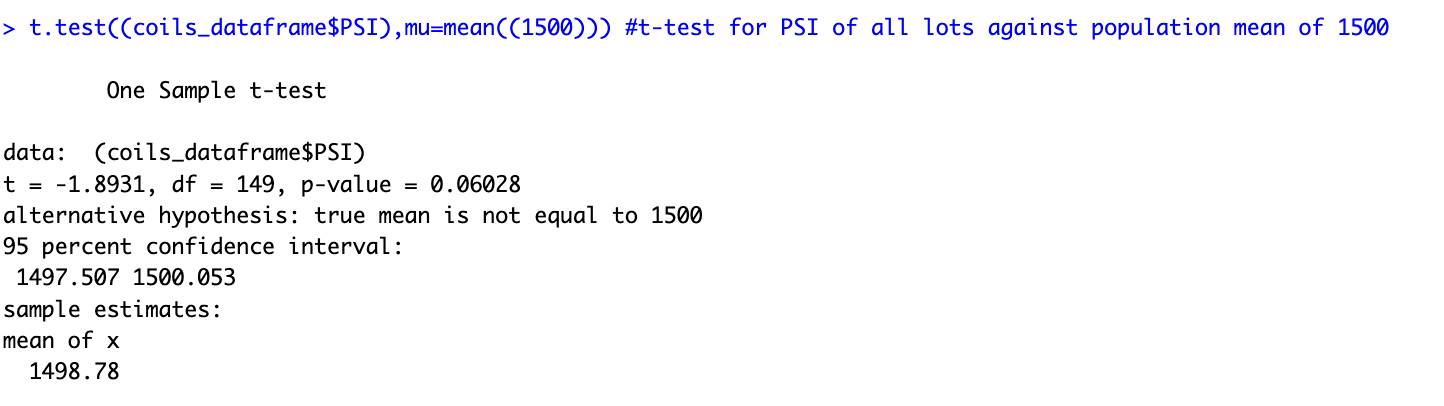 > t.test((coils_dataframe$PSI),mu=mean((1500))) #t-test for PSI of all lots against population mean of 1500
One Sample t-test
data:  (coils_dataframe$PSI)
t = -1.8931, df = 149, p-value = 0.06028
alternative hypothesis: true mean is not equal to 1500
95 percent confidence interval:
1497.507 1500.053
sample estimates:
mean of x
1498.78